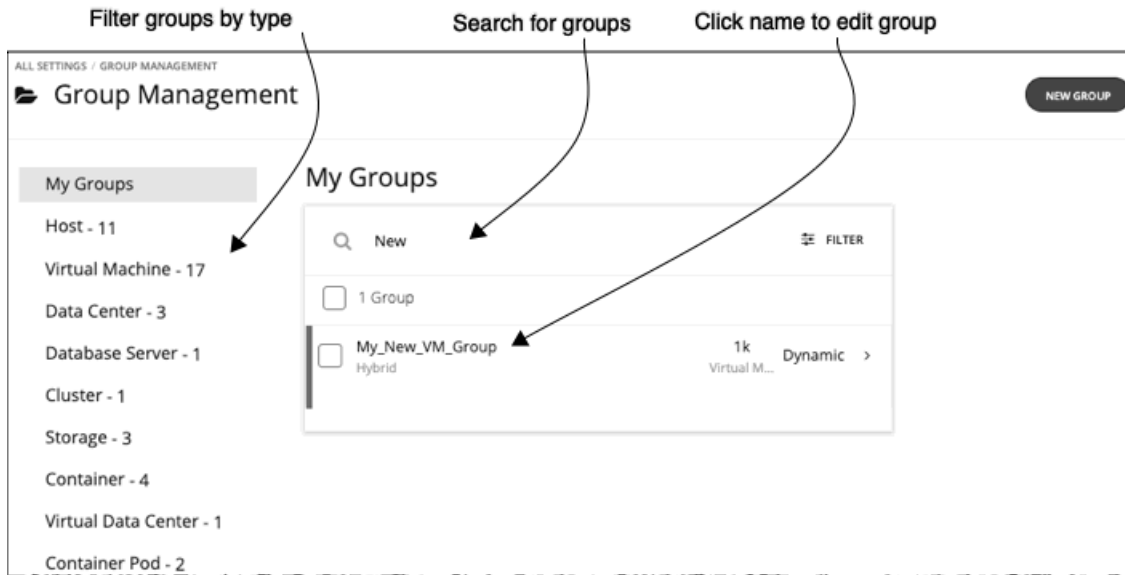 Filter groups by type
Search for groups
Click name to edit group
ALL SETTINGS / GROUP MANAGEMENT
Group Management
NEW GROUP
My Groups
Host - 11
Virtual Machine - 17
Data Center - 3
Database Server - 1
Cluster - 1
Storage - 3
Container - 4
Virtual Data Center - 1
Container Pod - 2
My Groups
New
FILTER
1 Group
My_New_VM_Group
Hybrid
1k
Virtual M...
Dynamic >